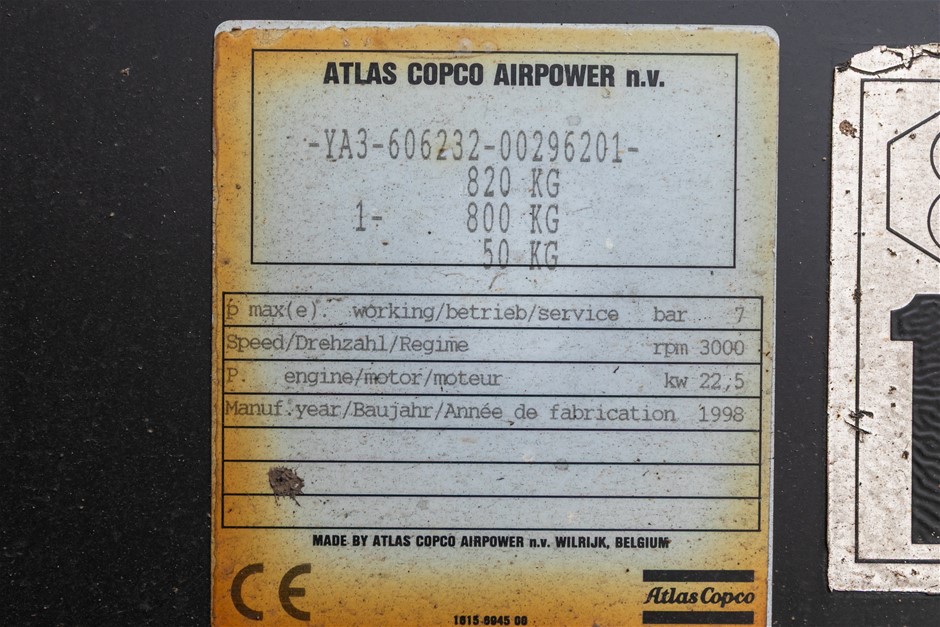 ATLAS COPCO AIRPOWER n.v.
-YA3-606232-00296201-
820 KG
1- 800 KG
50 KG
p max(e). working/betrieb/service bar 7
Speed/Drehzahl/Regime rpm 3000
P. engine/motor/moteur kw 22,5
Manuf.year/Baujahr/Année de fabrication 1998
MADE BY ATLAS COPCO AIRPOWER n.v. WILRIJK, BELGIUM
CE
Atlas Copco
1